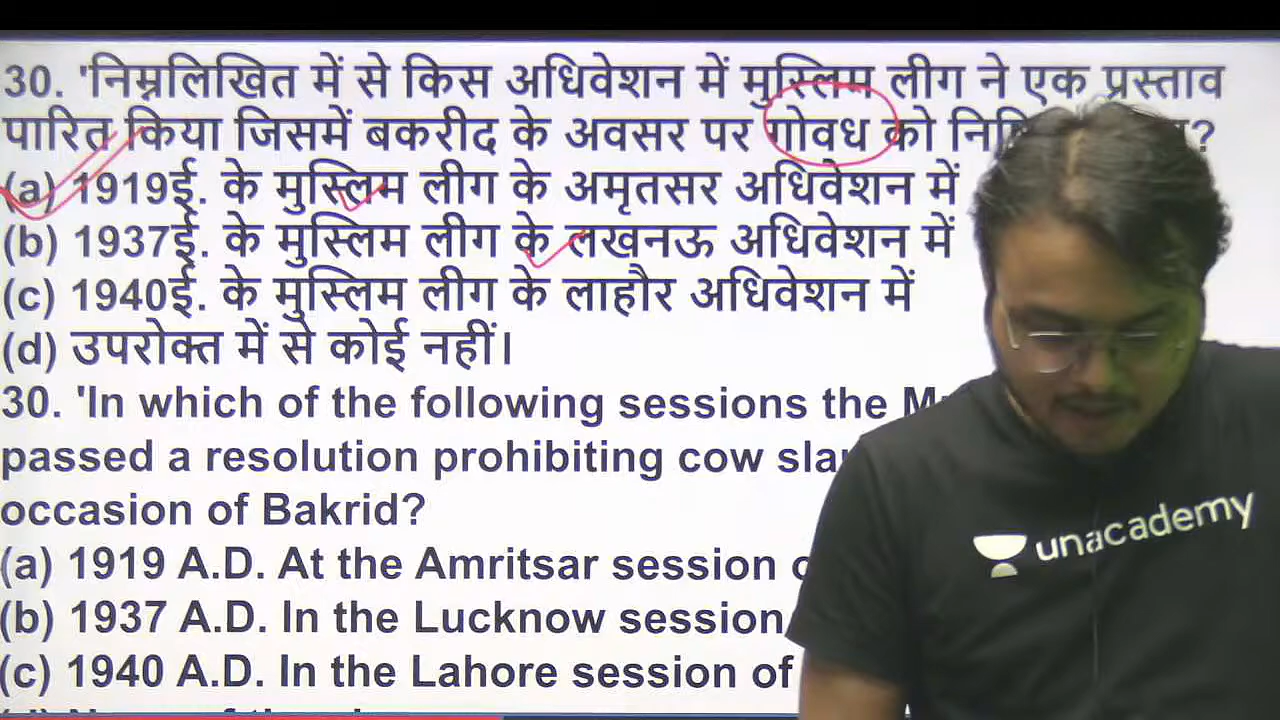 30. 'निम्नलिखित में से किस अधिवेशन में मुस्लिम लीग ने एक प्रस्ताव
पारित किया जिसमें बकरीद के अवसर पर गोवध को
(a) 1919ई. के मुस्लिम लीग के अमृतसर अधिवेशन में
(b) 1937ई. के मुस्लिम लीग के लखनऊ अधिवेशन में
(c) 1940ई. के मुस्लिम लीग के लाहौर अधिवेशन में
(d) उपरोक्त में से कोई नहीं।
30. 'In which of the following sessions the
passed a resolution prohibiting cow
occasion of Bakrid?
(a) 1919 A.D. At the Amritsar session
(b) 1937 A.D. In the Lucknow session
(c) 1940 A.D. In the Lahore session of
unacademy